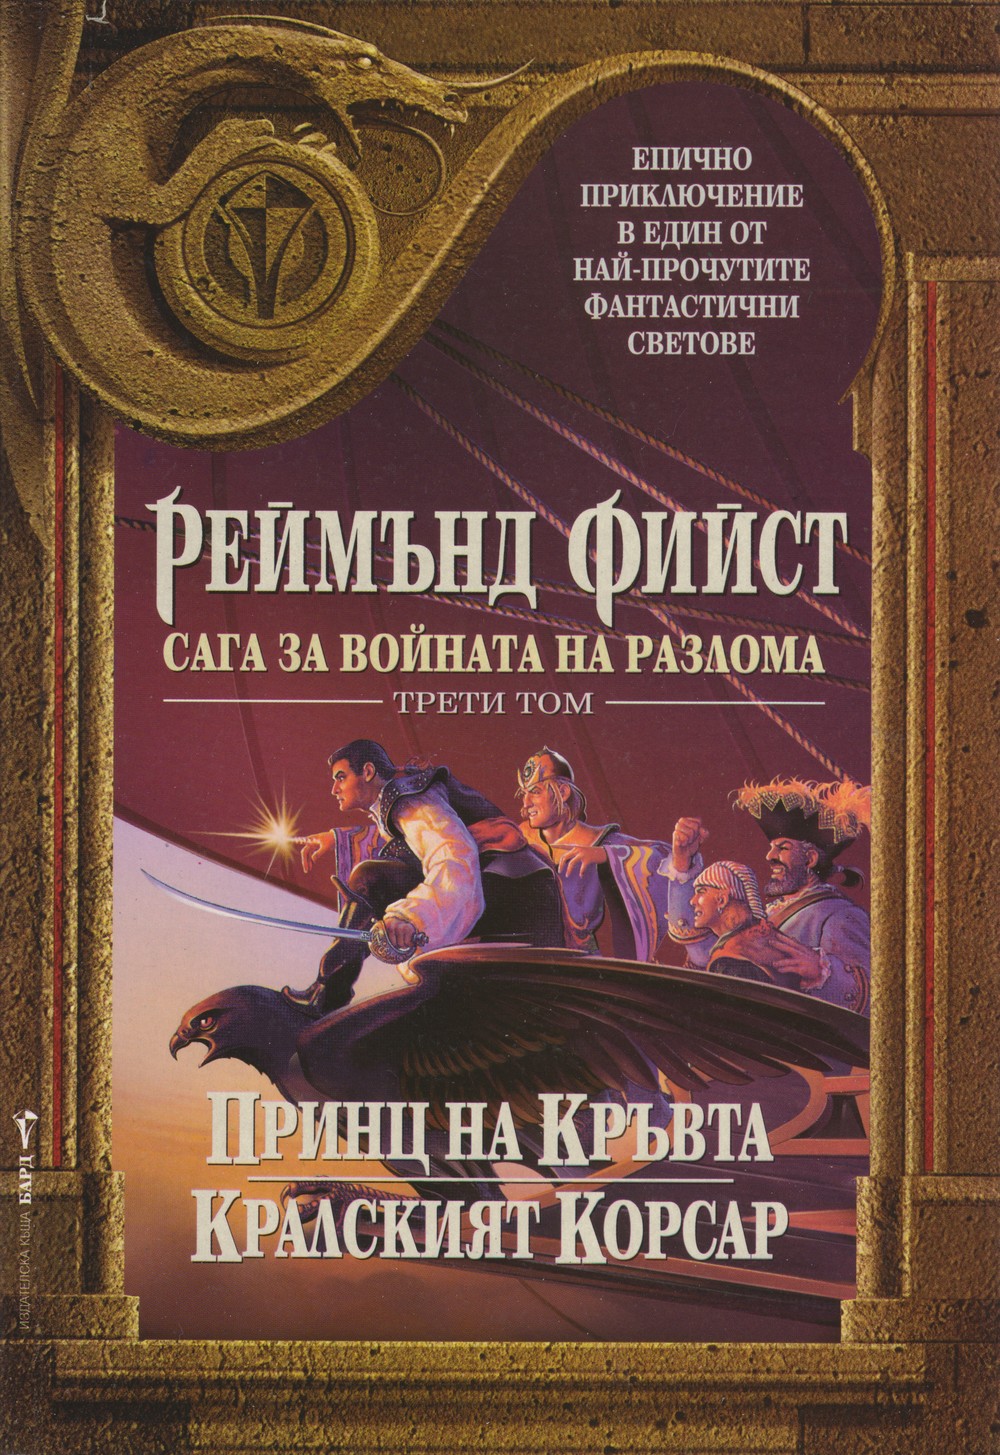 ЕПИЧНО
ПРИКЛЮЧЕНИЕ
В ЕДИН ОТ
НАЙ-ПРОЧУТИТЕ
ФАНТАСТИЧНИ
СВЕТОВЕ
РЕЙМЪНД ФИЙСТ
САГА ЗА ВОЙНАТА НА РАЗЛОМА
ТРЕТИ ТОМ
ПРИНЦ НА КРЪВТА
КРАЛСКИЯТ КОРСАР
ИЗДАТЕЛСКА КЪЩА БАРД